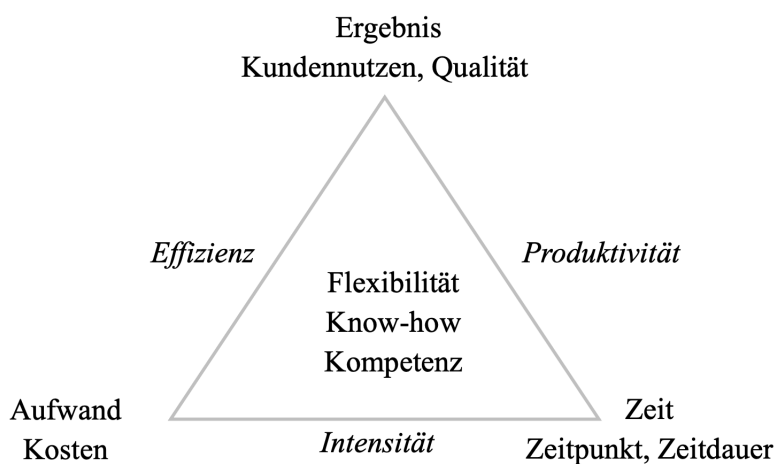 Ergebnis
Kundennutzen, Qualität
Effizienz
Produktivität
Flexibilität
Know-how
Kompetenz
Aufwand
Kosten
Intensität
Zeit
Zeitpunkt, Zeitdauer